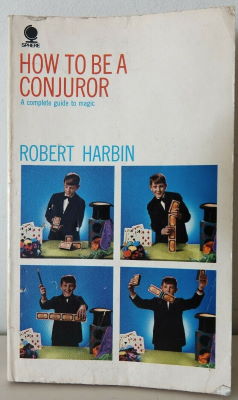 SPHERE
HOW TO BE A
CONJUROR
A complete guide to magic
ROBERT HARBIN